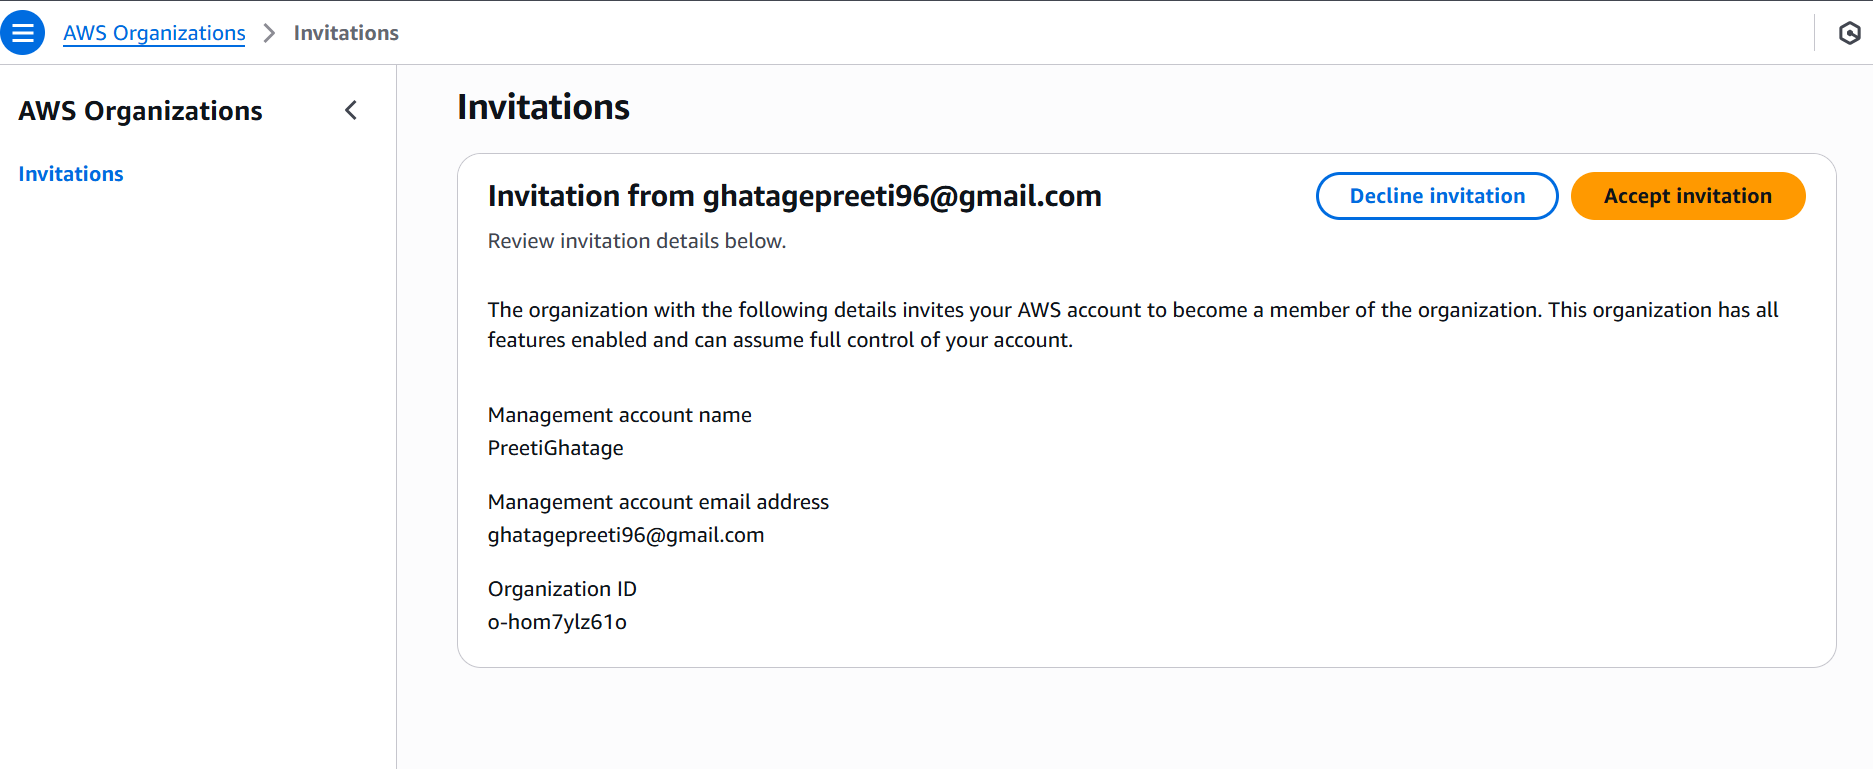 AWS Organizations > Invitations
AWS Organizations
Invitations
Invitations
Invitation from ghatagepreeti96@gmail.com
Decline invitation
Accept invitation
Review invitation details below.
The organization with the following details invites your AWS account to become a member of the organization. This organization has all
features enabled and can assume full control of your account.
Management account name
PreetiGhatage
Management account email address
ghatagepreeti96@gmail.com
Organization ID
o-hom7ylz61o